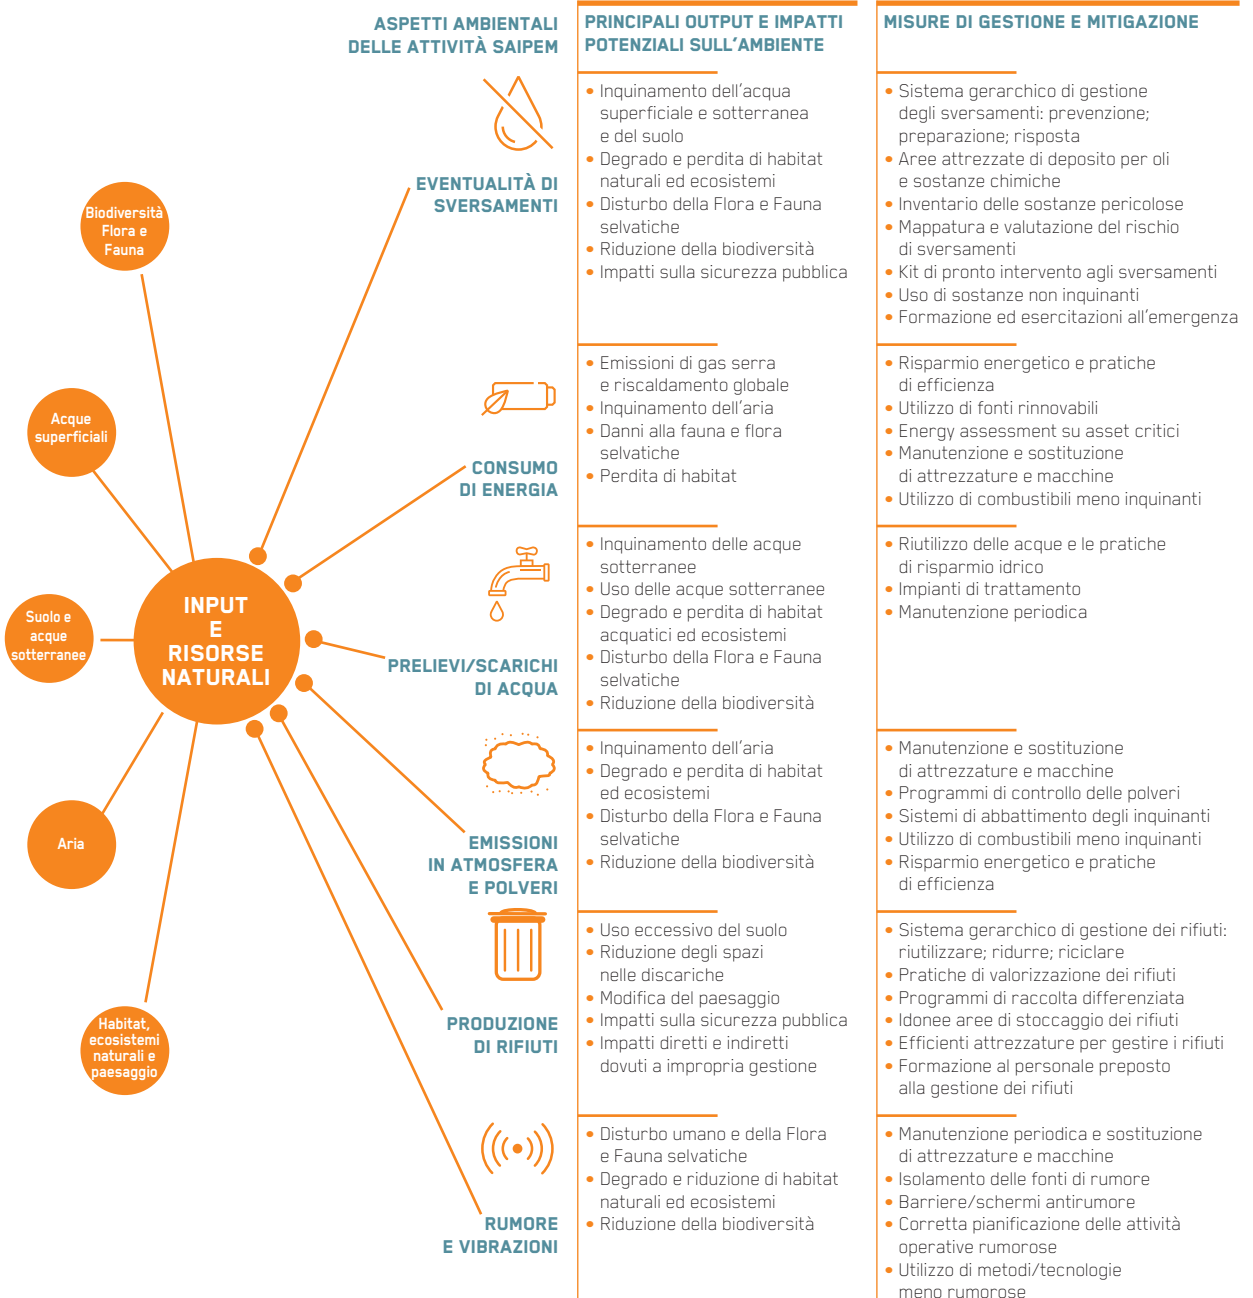 ASPETTI AMBIENTALI
DELLE ATTIVITÀ SAIPEM
PRINCIPALI OUTPUT E IMPATTI
POTENZIALI SULL'AMBIENTE
MISURE DI GESTIONE E MITIGAZIONE
Biodiversità
Flora e
Fauna
Acque
superficiali
Suolo e
acque
sotterranee
Aria
Habitat,
ecosistemi
naturali e
paesaggio
INPUT
E
RISORSE
NATURALI
EVENTUALITÀ DI
SVERSAMENTI
• Inquinamento dell'acqua
superficiale e sotterranea
e del suolo
• Degrado e perdita di habitat
naturali ed ecosistemi
• Disturbo della Flora e Fauna
selvatiche
• Riduzione della biodiversità
• Impatti sulla sicurezza pubblica
• Sistema gerarchico di gestione
degli sversamenti: prevenzione;
preparazione; risposta
• Aree attrezzate di deposito per oli
e sostanze chimiche
• Inventario delle sostanze pericolose
• Mappatura e valutazione del rischio
di sversamenti
• Kit di pronto intervento agli sversamenti
• Uso di sostanze non inquinanti
• Formazione ed esercitazioni all'emergenza
CONSUMO
DI ENERGIA
• Emissioni di gas serra
e riscaldamento globale
• Inquinamento dell'aria
• Danni alla fauna e flora
selvatiche
• Perdita di habitat
• Risparmio energetico e pratiche
di efficienza
• Utilizzo di fonti rinnovabili
• Energy assessment su asset critici
• Manutenzione e sostituzione
di attrezzature e macchine
• Utilizzo di combustibili meno inquinanti
PRELIEVI/SCARICHI
DI ACQUA
• Inquinamento delle acque
sotterranee
• Uso delle acque sotterranee
• Degrado e perdita di habitat
acquatici ed ecosistemi
• Disturbo della Flora e Fauna
selvatiche
• Riduzione della biodiversità
• Riutilizzo delle acque e le pratiche
di risparmio idrico
• Impianti di trattamento
• Manutenzione periodica
EMISSIONI
IN ATMOSFERA
E POLVERI
• Inquinamento dell'aria
• Degrado e perdita di habitat
ed ecosistemi
• Disturbo della Flora e Fauna
selvatiche
• Riduzione della biodiversità
• Manutenzione e sostituzione
di attrezzature e macchine
• Programmi di controllo delle polveri
• Sistemi di abbattimento degli inquinanti
• Utilizzo di combustibili meno inquinanti
• Risparmio energetico e pratiche
di efficienza
PRODUZIONE
DI RIFIUTI
• Uso eccessivo del suolo
• Riduzione degli spazi
nelle discariche
• Modifica del paesaggio
• Impatti sulla sicurezza pubblica
• Impatti diretti e indiretti
dovuti a impropria gestione
• Sistema gerarchico di gestione dei rifiuti:
riutilizzare; ridurre; riciclare
• Pratiche di valorizzazione dei rifiuti
• Programmi di raccolta differenziata
• Idonee aree di stoccaggio dei rifiuti
• Efficienti attrezzature per gestire i rifiuti
• Formazione al personale preposto
alla gestione dei rifiuti
RUMORE
E VIBRAZIONI
• Disturbo umano e della Flora
e Fauna selvatiche
• Degrado e riduzione di habitat
naturali ed ecosistemi
• Riduzione della biodiversità
• Manutenzione periodica e sostituzione
di attrezzature e macchine
• Isolamento delle fonti di rumore
• Barriere/schermi antirumore
• Corretta pianificazione delle attività
operative rumorose
• Utilizzo di metodi/tecnologie
meno rumorose